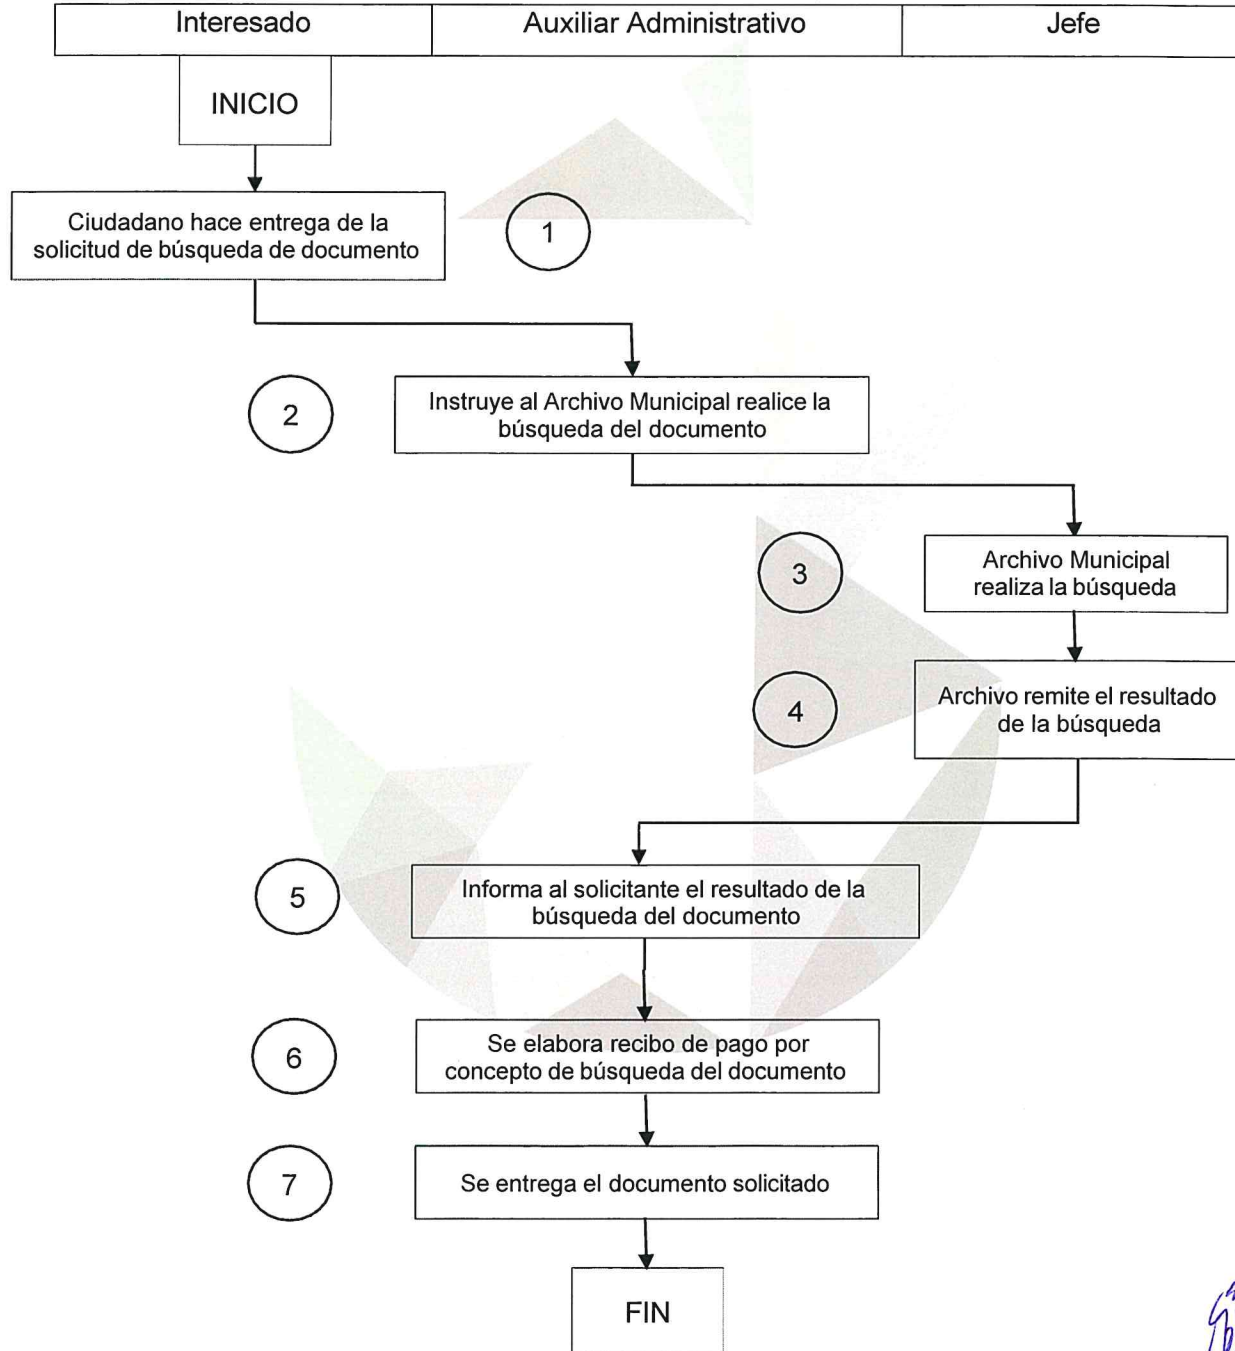 Interesado Auxiliar Administrativo Jefe
INICIO
Ciudadano hace entrega de la
solicitud de búsqueda de documento
1
2
Instruye al Archivo Municipal realice la
búsqueda del documento
3
Archivo Municipal
realiza la búsqueda
4
Archivo remite el resultado
de la búsqueda
5
Informa al solicitante el resultado de la
búsqueda del documento
6
Se elabora recibo de pago por
concepto de búsqueda del documento
7
Se entrega el documento solicitado
FIN